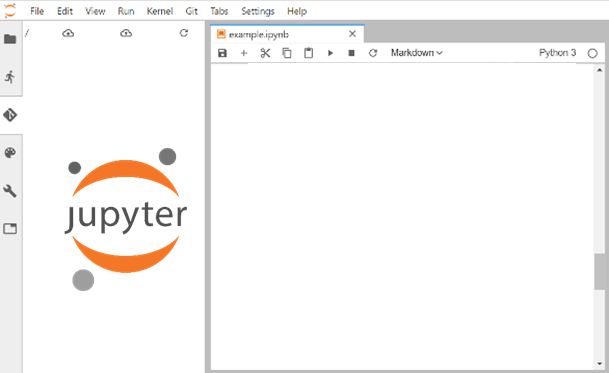 File Edit View Run Kernel Git Tabs Settings Help
/
example.ipynb
Markdown Python 3
jupyter